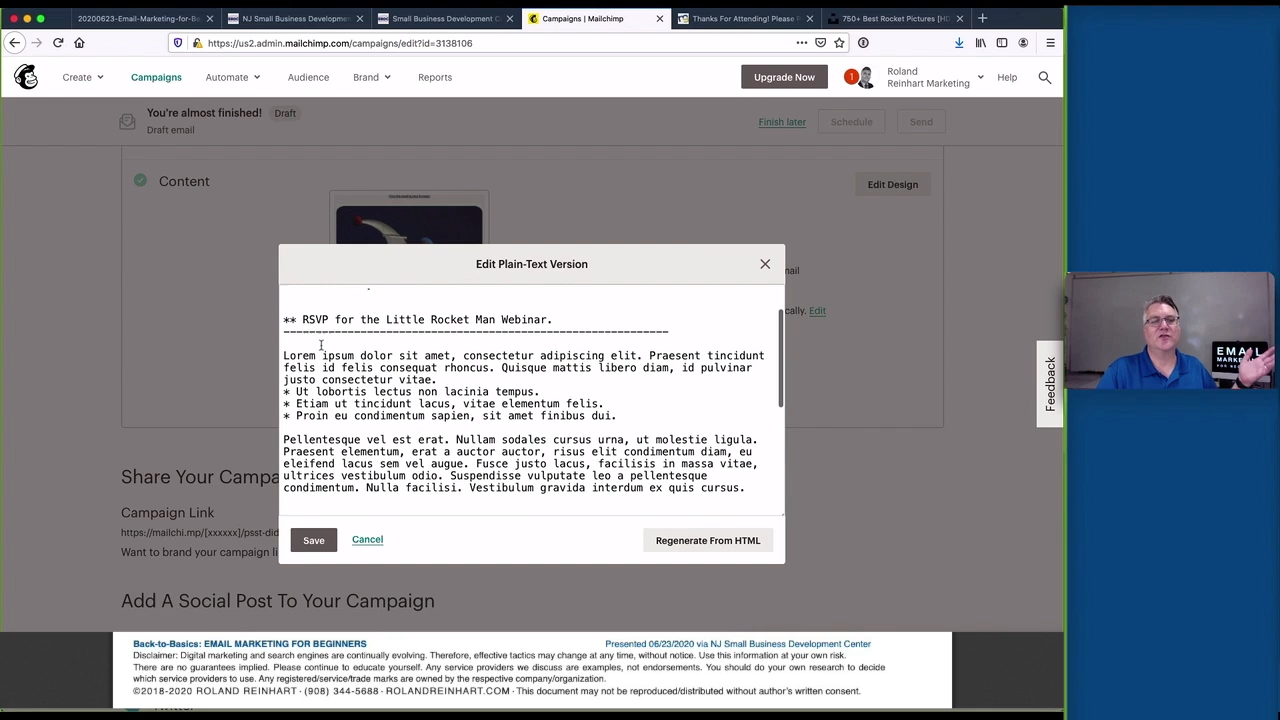 20200623-Email-Marketing-for-Be
NJ Small Business Developmen
Small Business Development C
Campaigns | Mailchimp
Thanks For Attending! Please R
750+ Best Rocket Pictures [HD
https://us2.admin.mailchimp.com/campaigns/edit?id=3138106
Create
Campaigns
Automate
Audience
Brand
Reports
Upgrade Now
1
Roland
Reinhart Marketing
Help
You're almost finished!
Draft
Draft email
Finish later
Schedule
Send
Content
Edit Design
Edit Plain-Text Version
mail
cally. Edit
** RSVP for the Little Rocket Man Webinar.
------------------------------------------------------------
Lorem ipsum dolor sit amet, consectetur adipiscing elit. Praesent tincidunt
felis id felis consequat rhoncus. Quisque mattis libero diam, id pulvinar
justo consectetur vitae.
* Ut lobortis lectus non lacinia tempus.
* Etiam ut tincidunt lacus, vitae elementum felis.
* Proin eu condimentum sapien, sit amet finibus dui.
Pellentesque vel est erat. Nullam sodales cursus urna, ut molestie ligula.
Praesent elementum, erat a auctor auctor, risus elit condimentum diam, eu
eleifend lacus sem vel augue. Fusce justo lacus, facilisis in massa vitae,
ultrices vestibulum odio. Suspendisse vulputate leo a pellentesque
condimentum. Nulla facilisi. Vestibulum gravida interdum ex quis cursus.
Save
Cancel
Regenerate From HTML
Feedback
EMAIL
Share Your Campa
Campaign Link
https://mailchi.mp/[xxxxxx]/psst-did
Want to brand your campaign li
Add A Social Post To Your Campaign
Back-to-Basics: EMAIL MARKETING FOR BEGINNERS
Presented 06/23/2020 via NJ Small Business Development Center
Disclaimer: Digital marketing and search engines are continually evolving. Therefore, effective tactics may change at any time, without notice. Use this information at your own risk.
There are no guarantees implied. Please continue to educate yourself. Any service providers we discuss are examples, not endorsements. You should do your own research to decide
which service providers to use. Any registered/service/trade marks are owned by the respective company/organization.
©2018-2020 ROLAND REINHART · (908) 344-5688 · ROLANDREINHART.COM · This document may not be reproduced/distributed without author's written consent.